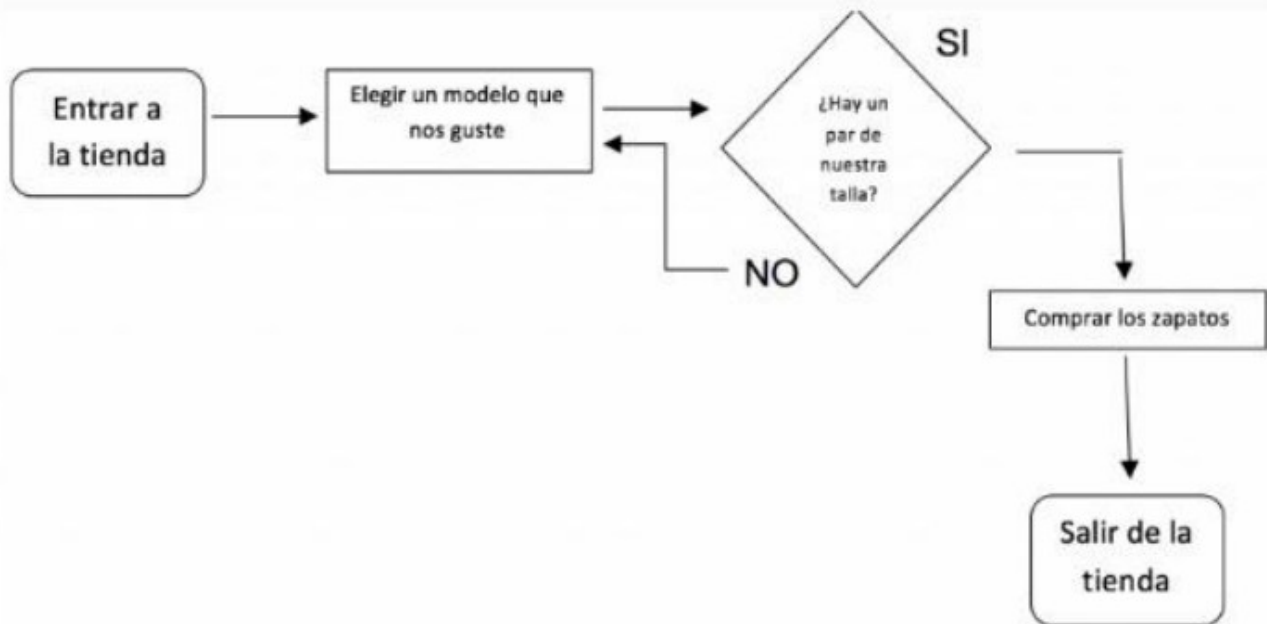 Entrar a
la tienda
Elegir un modelo que
nos guste
¿Hay un
par de
nuestra
talla?
SI
NO
Comprar los zapatos
Salir de la
tienda